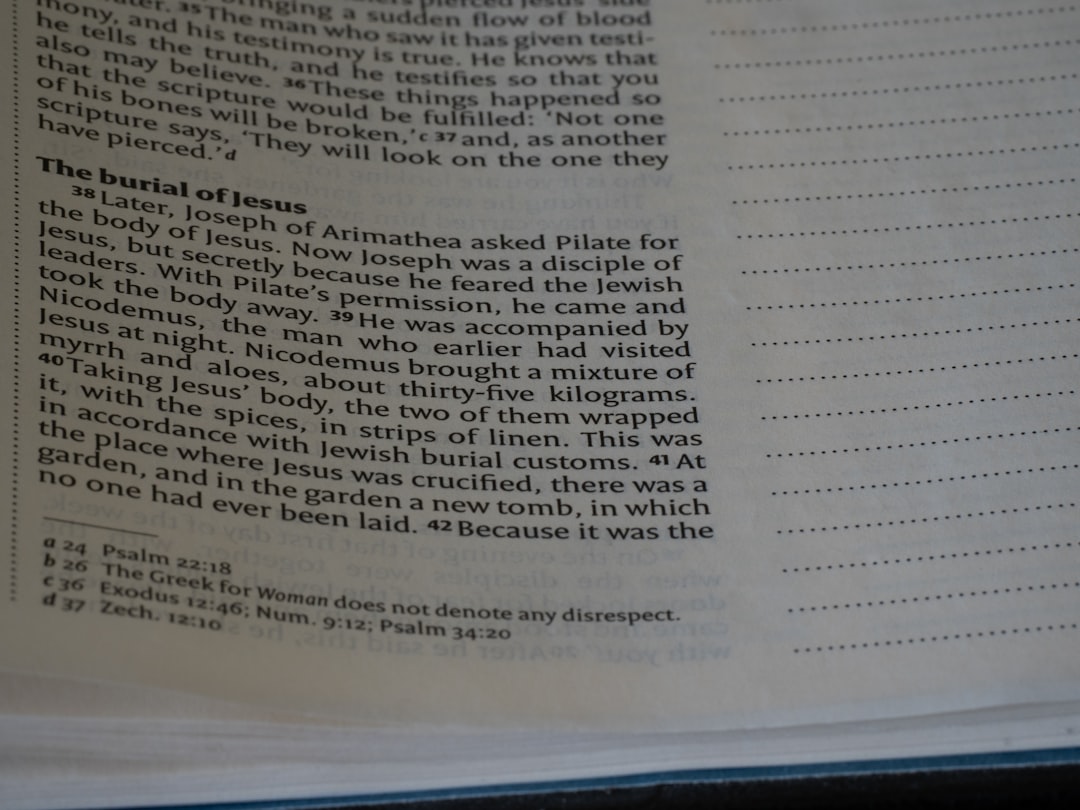 bringing a sudden flow of blood
water. 35 The man who saw it has given testi-
mony, and his testimony is true. He knows that
he tells the truth, and he testifies so that you
also may believe. 36 These things happened so
that the scripture would be fulfilled: ‘Not one
of his bones will be broken,’c 37 and, as another
scripture says, ‘They will look on the one they
have pierced.’d
The burial of Jesus
38 Later, Joseph of Arimathea asked Pilate for
the body of Jesus. Now Joseph was a disciple of
Jesus, but secretly because he feared the Jewish
leaders. With Pilate’s permission, he came and
took the body away. 39 He was accompanied by
Nicodemus, the man who earlier had visited
Jesus at night. Nicodemus brought a mixture of
myrrh and aloes, about thirty-five kilograms.
40 Taking Jesus’ body, the two of them wrapped
it, with the spices, in strips of linen. This was
in accordance with Jewish burial customs. 41 At
the place where Jesus was crucified, there was a
garden, and in the garden a new tomb, in which
no one had ever been laid. 42 Because it was the
a 24 Psalm 22:18
b 26 The Greek for Woman does not denote any disrespect.
c 36 Exodus 12:46; Num. 9:12; Psalm 34:20
d 37 Zech. 12:10